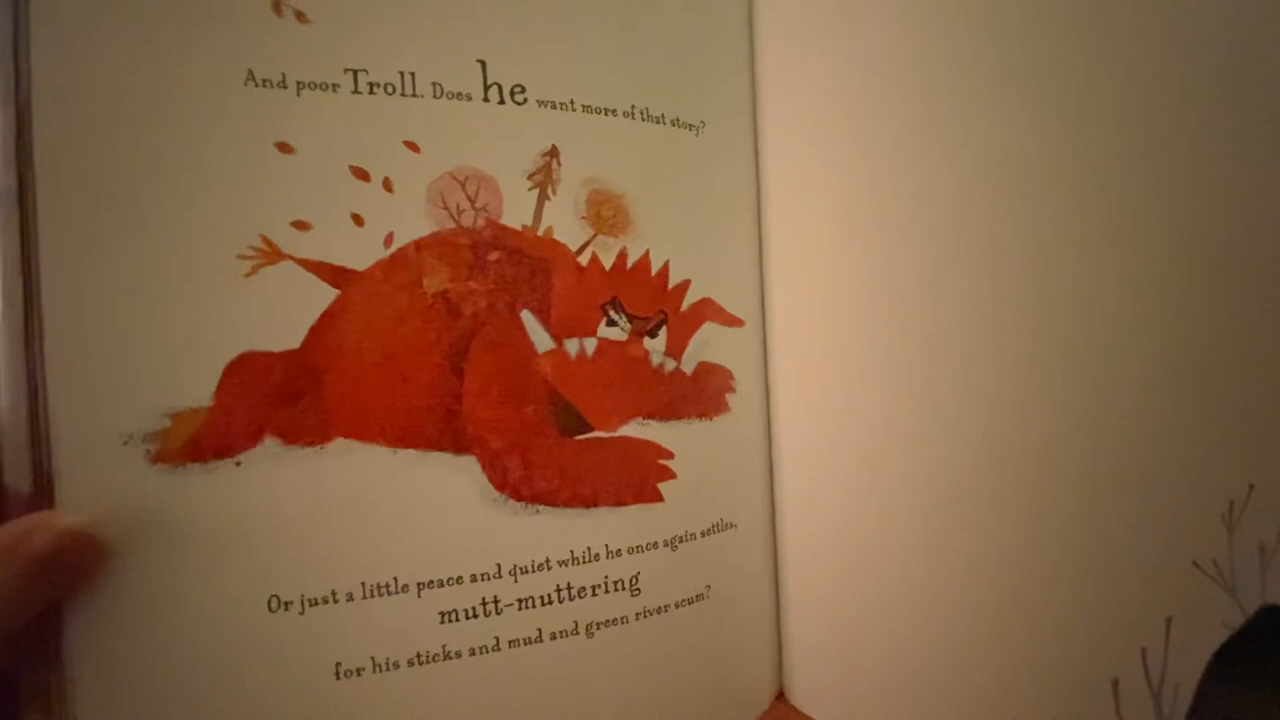 And poor Troll. Does he want more of that story?
Or just a little peace and quiet while he once again settles,
mutt-muttering
for his sticks and mud and green river scum?